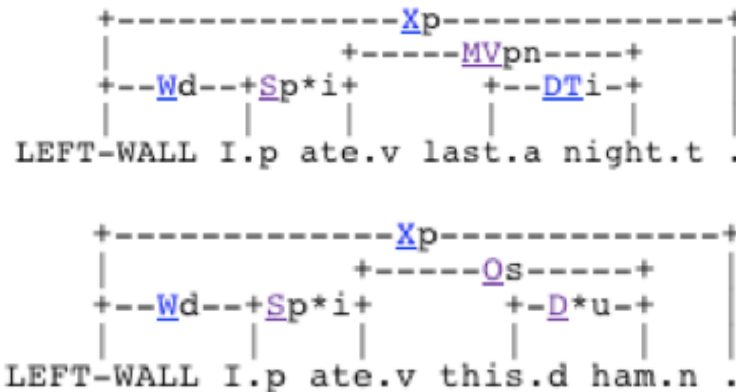 +---------------Xp---------------+
| +-----MVpn----+ |
+--Wd--+Sp*i+ +--DTi-+ |
| | | | | |
LEFT-WALL I.p ate.v last.a night.t .
+--------------Xp--------------+
| +-----Os------+ |
+--Wd--+Sp*i+ +-D*u-+ |
| | | | | |
LEFT-WALL I.p ate.v this.d ham.n .